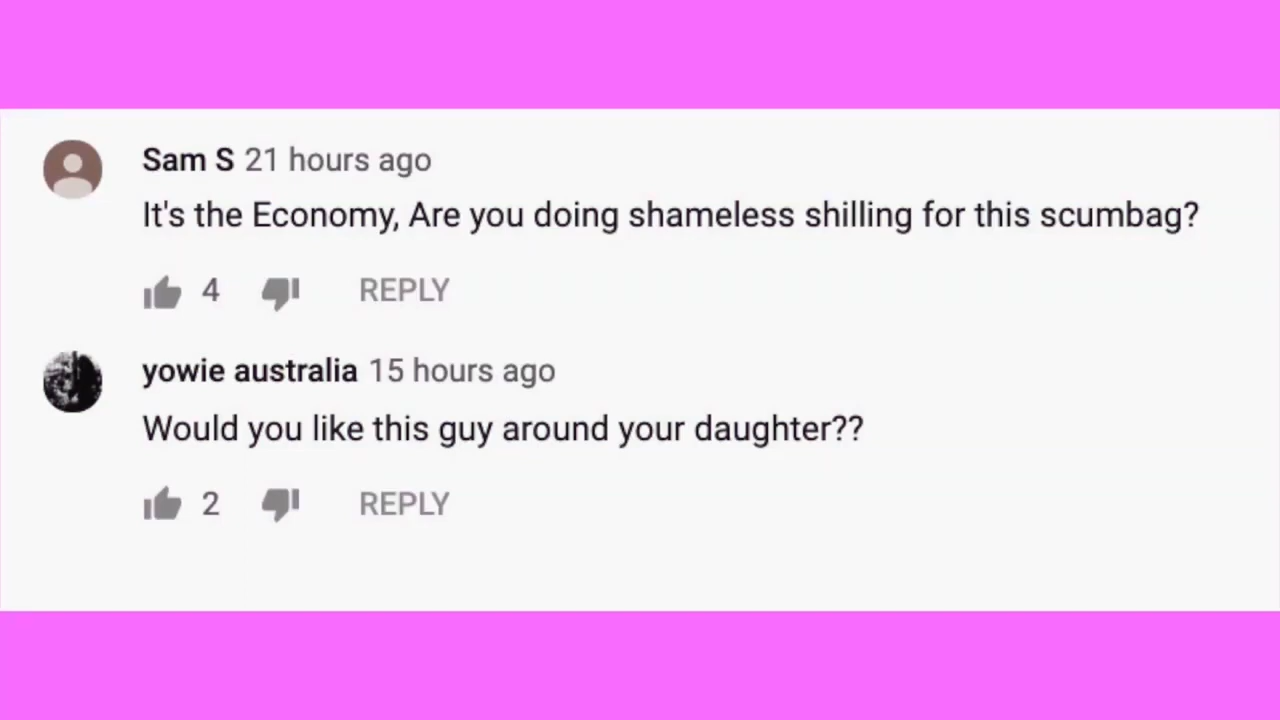 Sam S 21 hours ago
It's the Economy, Are you doing shameless shilling for this scumbag?
4 REPLY
yowie australia 15 hours ago
Would you like this guy around your daughter??
2 REPLY